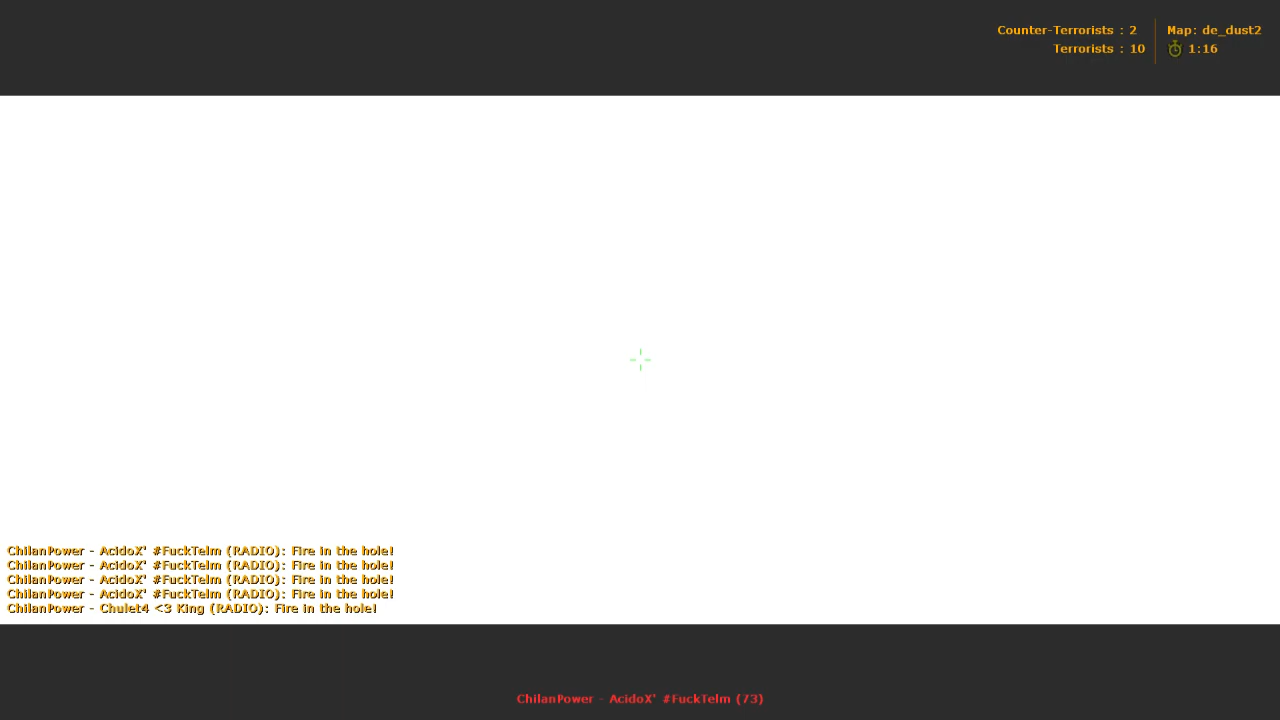 Counter-Terrorists : 2
Terrorists : 10
Map: de_dust2
1:16
ChilanPower - AcidoX' #FuckTelm (RADIO): Fire in the hole!
ChilanPower - AcidoX' #FuckTelm (RADIO): Fire in the hole!
ChilanPower - AcidoX' #FuckTelm (RADIO): Fire in the hole!
ChilanPower - AcidoX' #FuckTelm (RADIO): Fire in the hole!
ChilanPower - Chulet4 <3 King (RADIO): Fire in the hole!
ChilanPower - AcidoX' #FuckTelm (73)